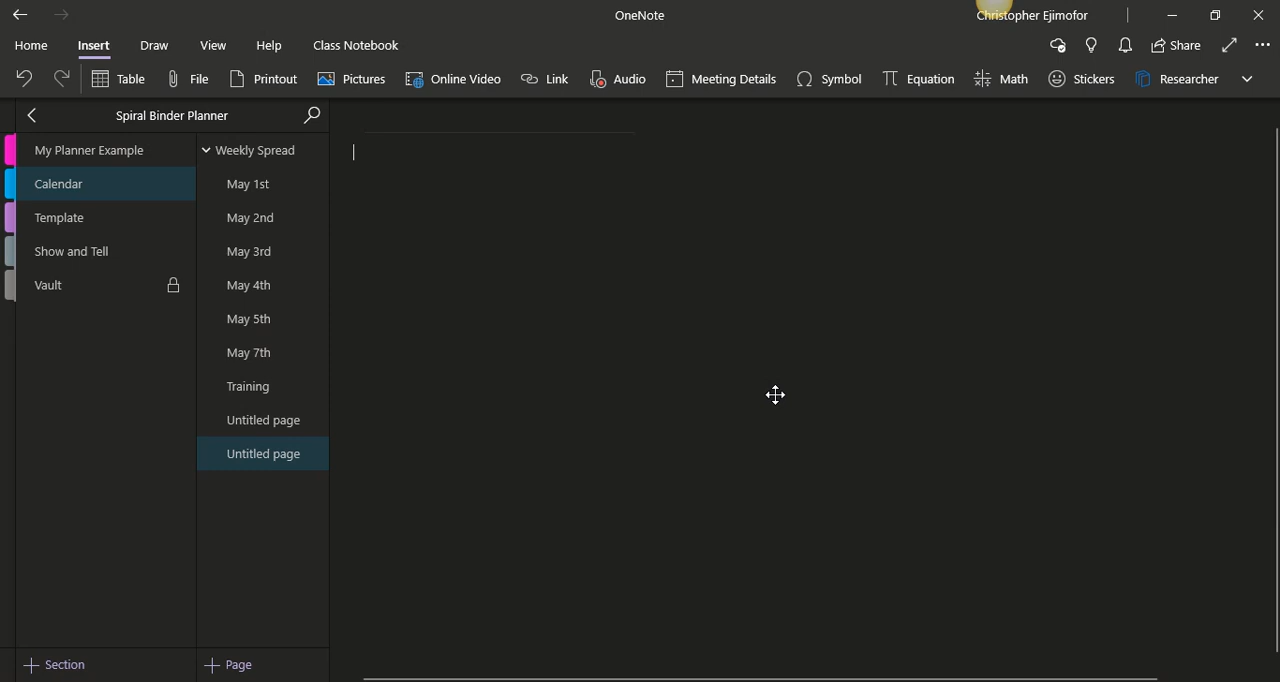 OneNote
Christopher Ejimofor
Home Insert Draw View Help Class Notebook Share
Table File Printout Pictures Online Video Link Audio Meeting Details Symbol Equation Math Stickers Researcher
Spiral Binder Planner
My Planner Example
Calendar
Template
Show and Tell
Vault
Weekly Spread
May 1st
May 2nd
May 3rd
May 4th
May 5th
May 7th
Training
Untitled page
Untitled page
Section
Page